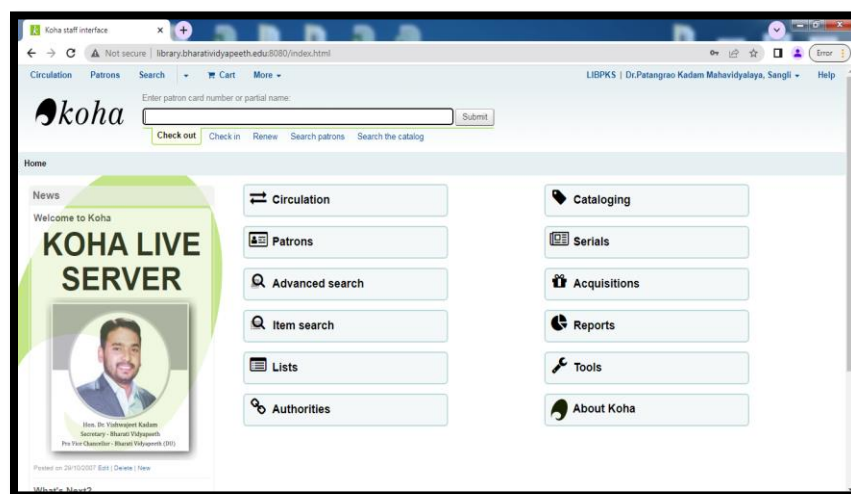 Koha staff interface
Not secure | library.bharatividyapeeth.edu:8080/index.html
Error
Circulation Patrons Search Cart More LIBPKS | Dr.Patangrao Kadam Mahavidyalaya, Sangli Help
koha
Enter patron card number or partial name:
Submit
Check out Check in Renew Search patrons Search the catalog
Home
News
Welcome to Koha
KOHA LIVE
SERVER
Hon. Dr. Vishwajeet Kadam
Secretary - Bharati Vidyapeeth
Pro Vice Chancellor - Bharati Vidyapeeth (DU)
Posted on 29/10/2007 Edit | Delete | New
What's Next?
Circulation
Patrons
Advanced search
Item search
Lists
Authorities
Cataloging
Serials
Acquisitions
Reports
Tools
About Koha